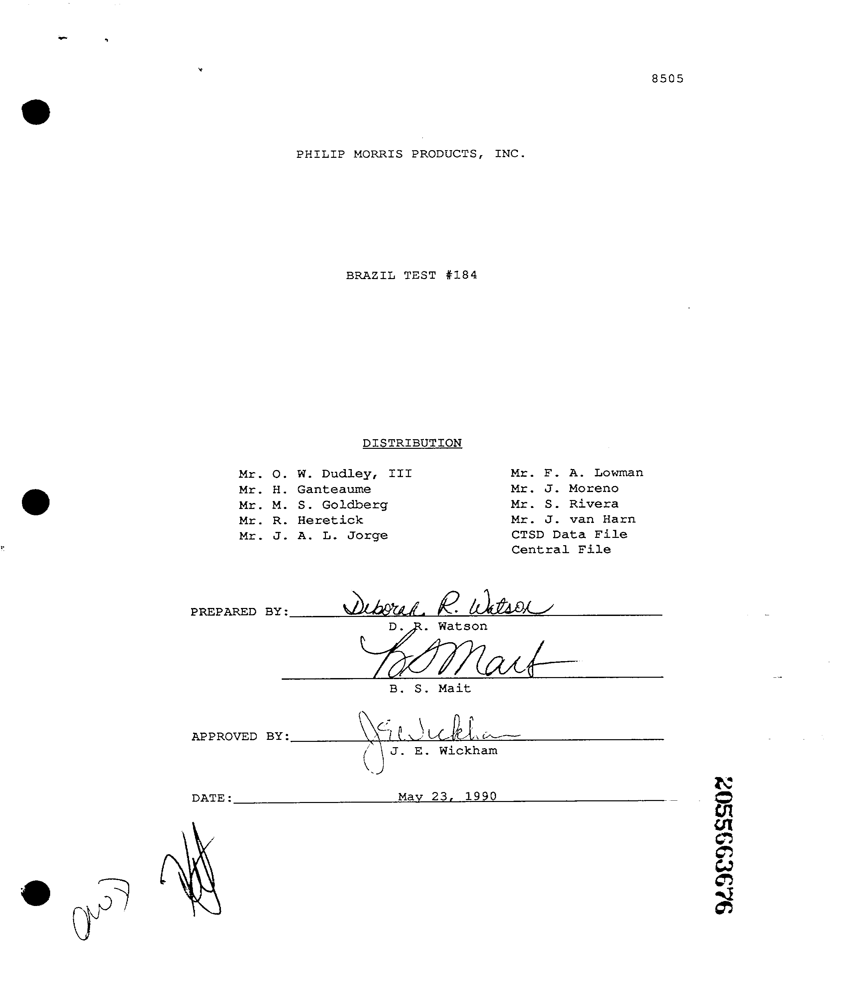 8505
PHILIP MORRIS PRODUCTS, INC.
BRAZIL TEST #184
DISTRIBUTION
Mr. O. W. Dudley, III
Mr. H. Ganteaume
Mr. M. S. Goldberg
Mr. R. Heretick
Mr. J. A. L. Jorge
Mr. F. A. Lowman
Mr. J. Moreno
Mr. S. Rivera
Mr. J. van Harn
CTSD Data File
Central File
PREPARED BY: Deborah R. Watson
D. R. Watson
B S Mait
B. S. Mait
APPROVED BY: J E Wickham
J. E. Wickham
DATE: May 23, 1990
2055663676